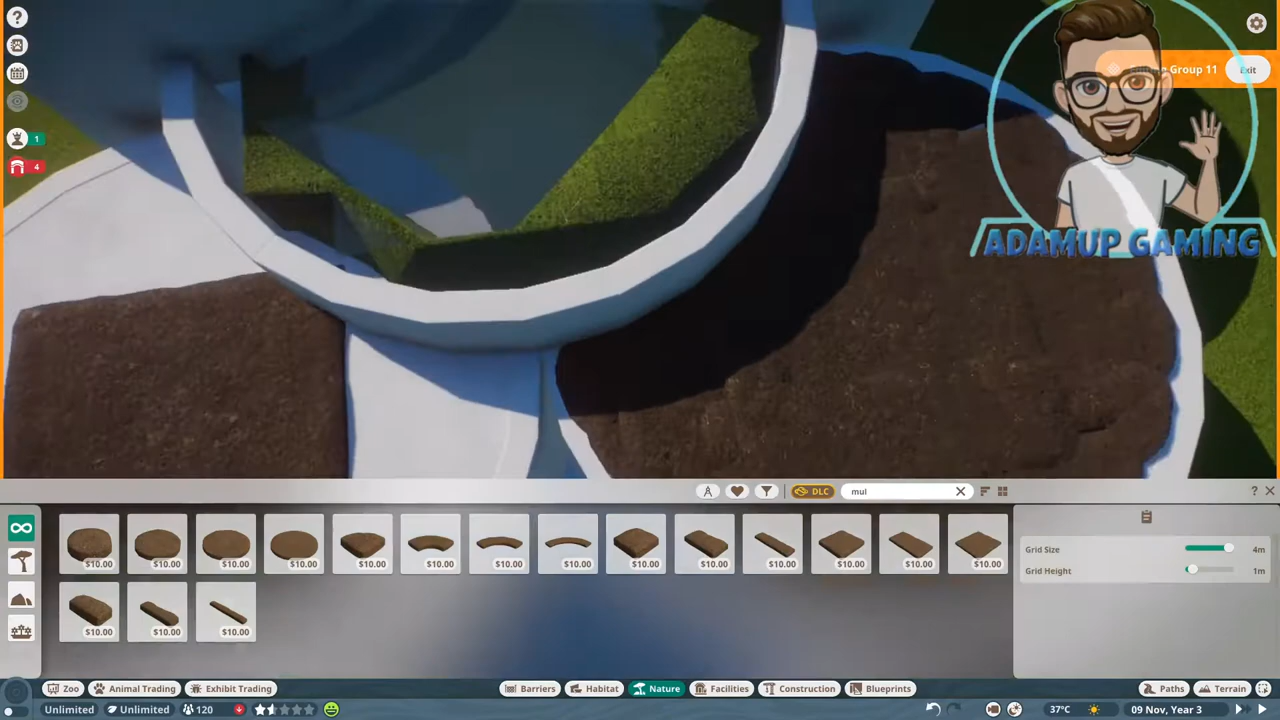 Group 11
Exit
1
4
ADAMUP GAMING
DLC
mul
?
$10.00 $10.00 $10.00 $10.00 $10.00 $10.00 $10.00 $10.00 $10.00 $10.00 $10.00 $10.00 $10.00 $10.00
$10.00 $10.00 $10.00
Grid Size 4m
Grid Height 1m
Zoo Animal Trading Exhibit Trading Barriers Habitat Nature Facilities Construction Blueprints Paths Terrain
Unlimited Unlimited 120 37°C 09 Nov, Year 3